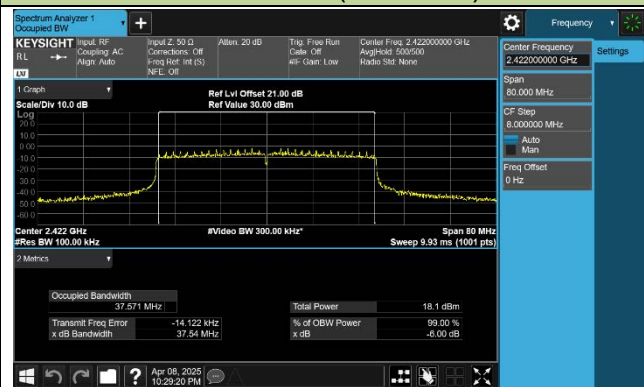 Spectrum Analyzer 1
Occupied BW
+
Frequency
KEYSIGHT
RL
LXI
Input: RF
Coupling: AC
Align: Auto
Input Z: 50 Ω
Corrections: Off
Freq Ref: Int (S)
NFE: Off
Atten: 20 dB
Trig: Free Run
Gate: Off
#IF Gain: Low
Center Freq: 2.422000000 GHz
Avg|Hold: 500/500
Radio Std: None
Center Frequency
2.422000000 GHz
Settings
Span
80.000 MHz
CF Step
8.000000 MHz
Auto
Man
Freq Offset
0 Hz
1 Graph
Scale/Div 10.0 dB
Ref Lvl Offset 21.00 dB
Ref Value 30.00 dBm
Log
20.0
10.0
0.00
-10.0
-20.0
-30.0
-40.0
-50.0
-60.0
Center 2.422 GHz
#Res BW 100.00 kHz
#Video BW 300.00 kHz*
Span 80 MHz
Sweep 9.93 ms (1001 pts)
2 Metrics
Occupied Bandwidth
37.571 MHz
Total Power 18.1 dBm
Transmit Freq Error -14.122 kHz
% of OBW Power 99.00 %
x dB Bandwidth 37.54 MHz
x dB -6.00 dB
?
Apr 08, 2025
10:29:20 PM